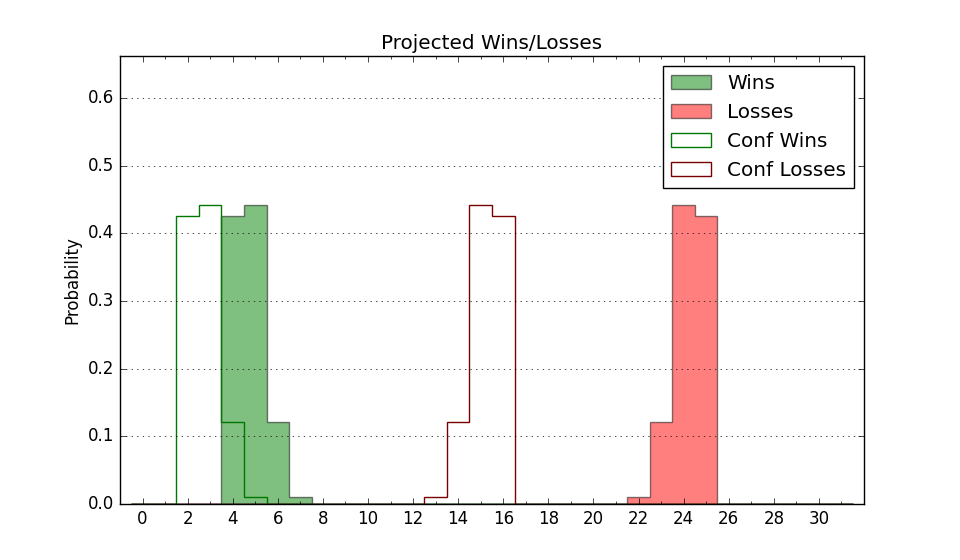 Projected Wins/Losses
Wins
Losses
Conf Wins
Conf Losses
Probability
0.6
0.5
0.4
0.3
0.2
0.1
0.0
0 2 4 6 8 10 12 14 16 18 20 22 24 26 28 30